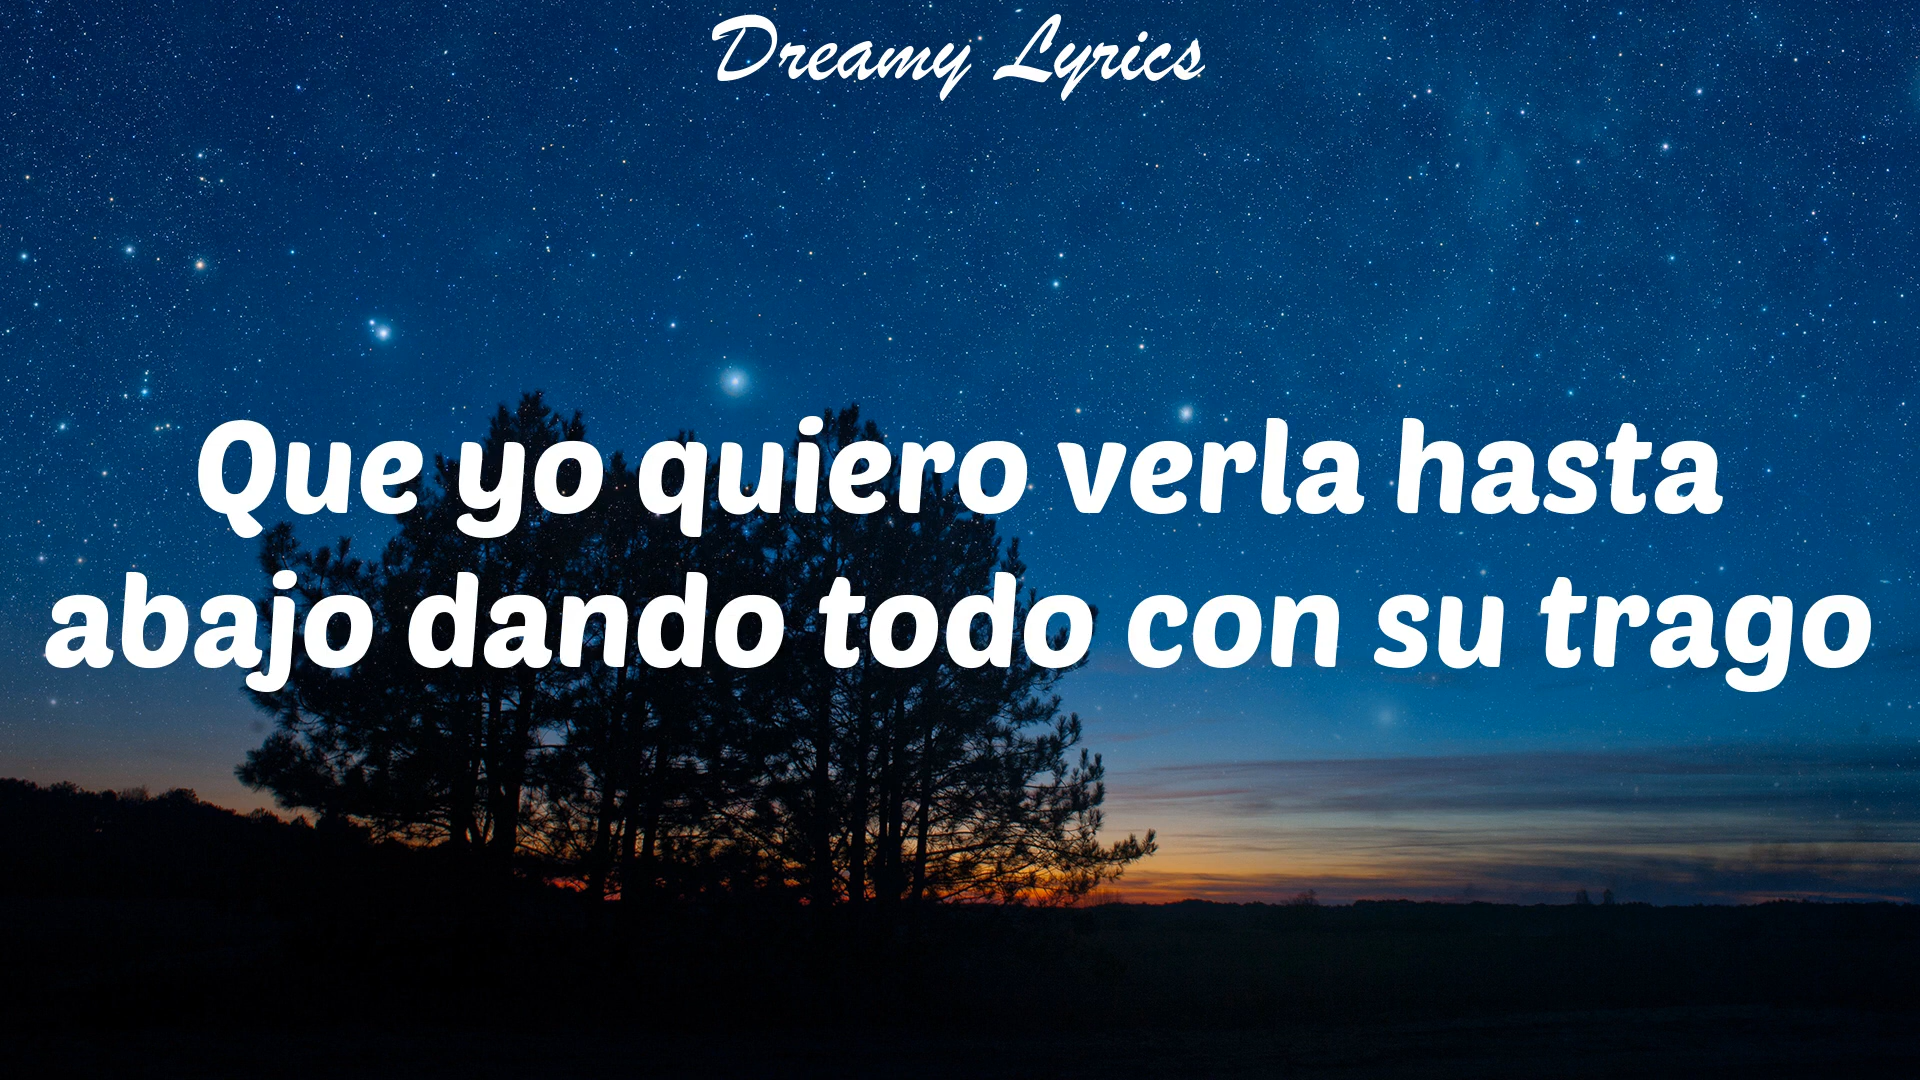 Dreamy Lyrics
Que yo quiero verla hasta
abajo dando todo con su trago